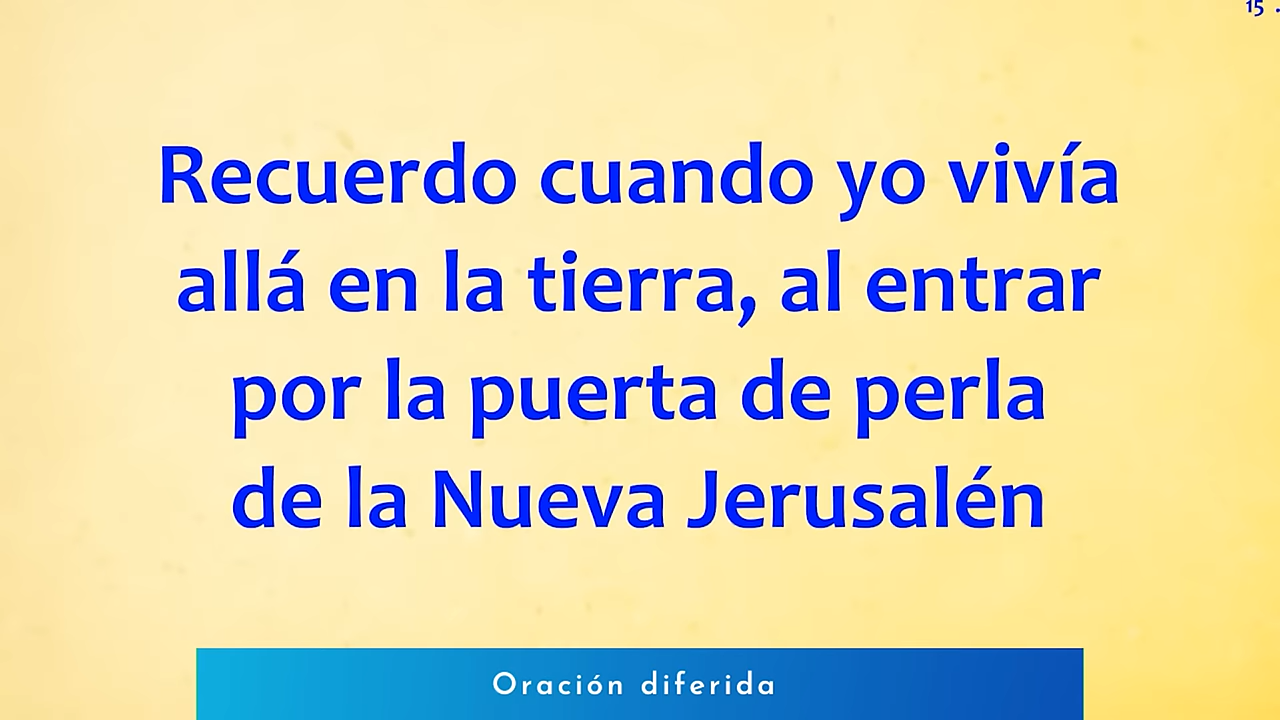 15 .
Recuerdo cuando yo vivía
allá en la tierra, al entrar
por la puerta de perla
de la Nueva Jerusalén
Oración diferida